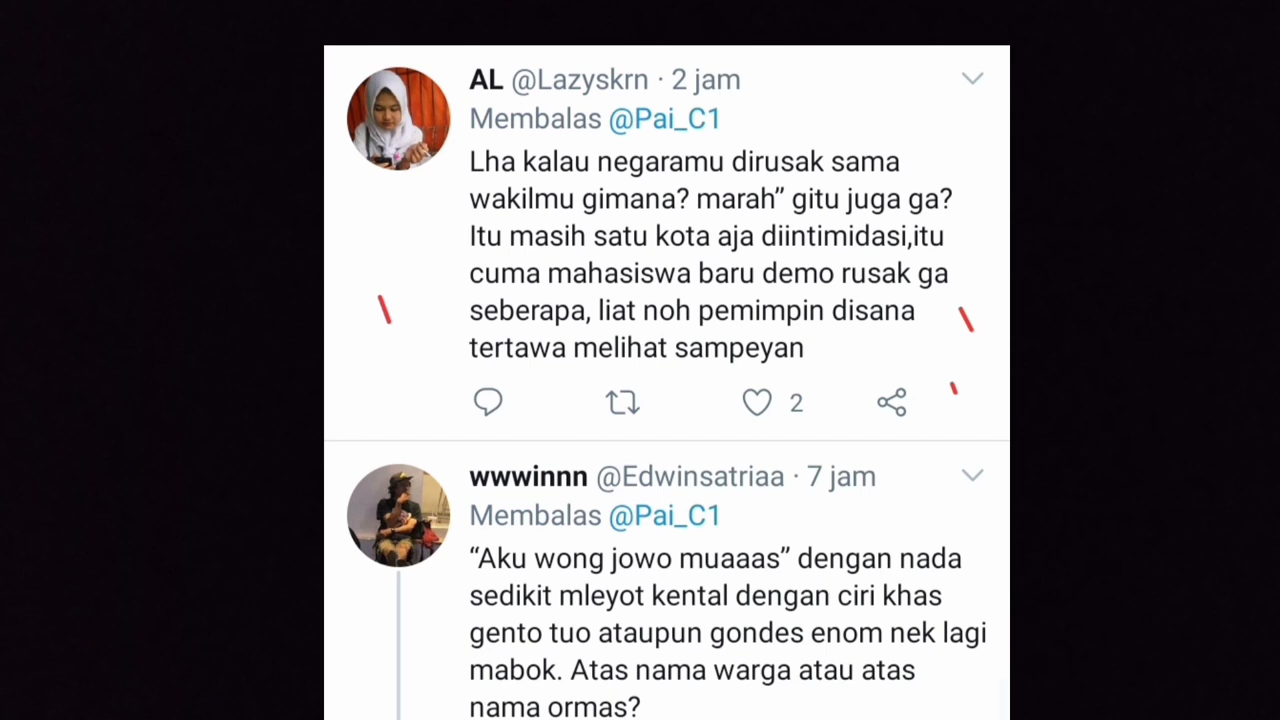 AL @Lazyskrn · 2 jam
Membalas @Pai_C1
Lha kalau negaramu dirusak sama
wakilmu gimana? marah” gitu juga ga?
Itu masih satu kota aja diintimidasi,itu
cuma mahasiswa baru demo rusak ga
seberapa, liat noh pemimpin disana
tertawa melihat sampeyan
2
wwwinnn @Edwinsatriaa · 7 jam
Membalas @Pai_C1
“Aku wong jowo muaaas” dengan nada
sedikit mleyot kental dengan ciri khas
gento tuo ataupun gondes enom nek lagi
mabok. Atas nama warga atau atas
nama ormas?